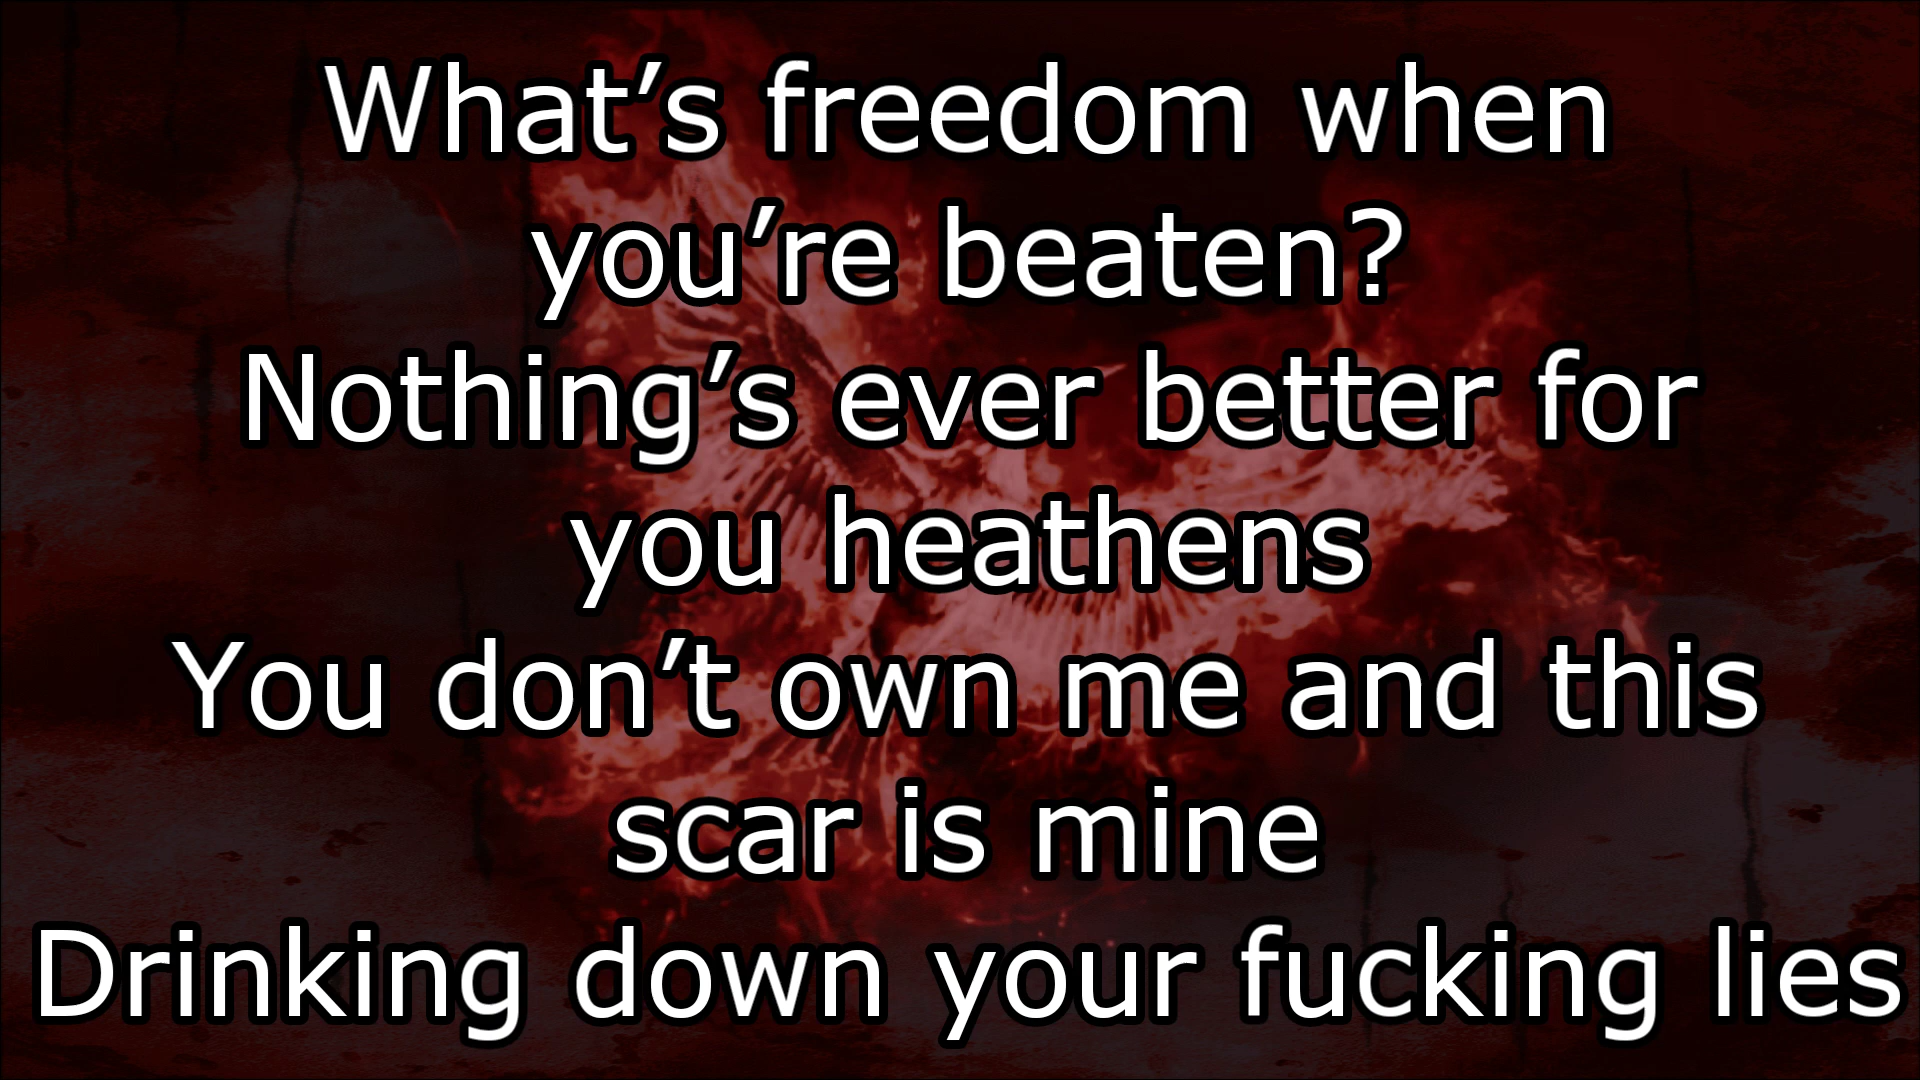 What’s freedom when
you’re beaten?
Nothing’s ever better for
you heathens
You don’t own me and this
scar is mine
Drinking down your fucking lies